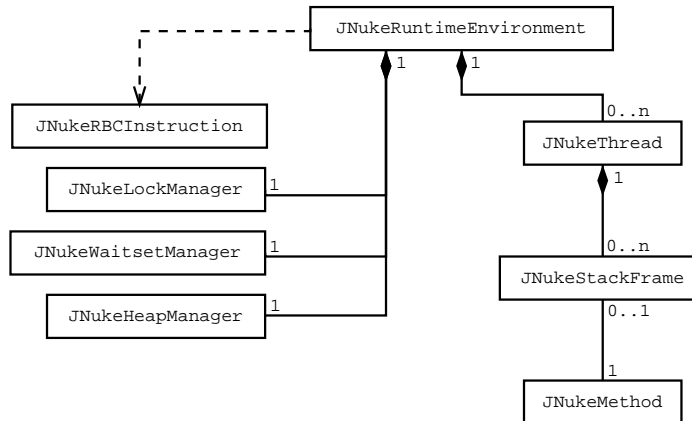 JNukeRuntimeEnvironment
1
1
JNukeRBCInstruction
0..n
JNukeThread
1
JNukeLockManager
1
JNukeWaitsetManager
1
0..n
JNukeStackFrame
JNukeHeapManager
1
0..1
1
JNukeMethod